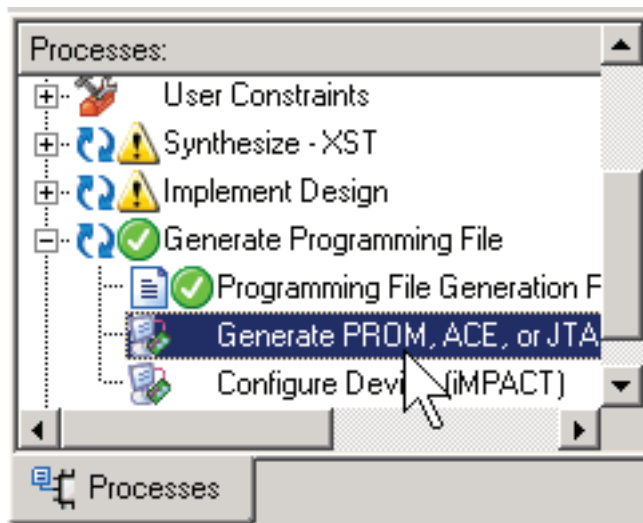 Processes:
User Constraints
Synthesize - XST
Implement Design
Generate Programming File
Programming File Generation F
Generate PROM, ACE, or JTA
Configure Devi (iMPACT)
Processes